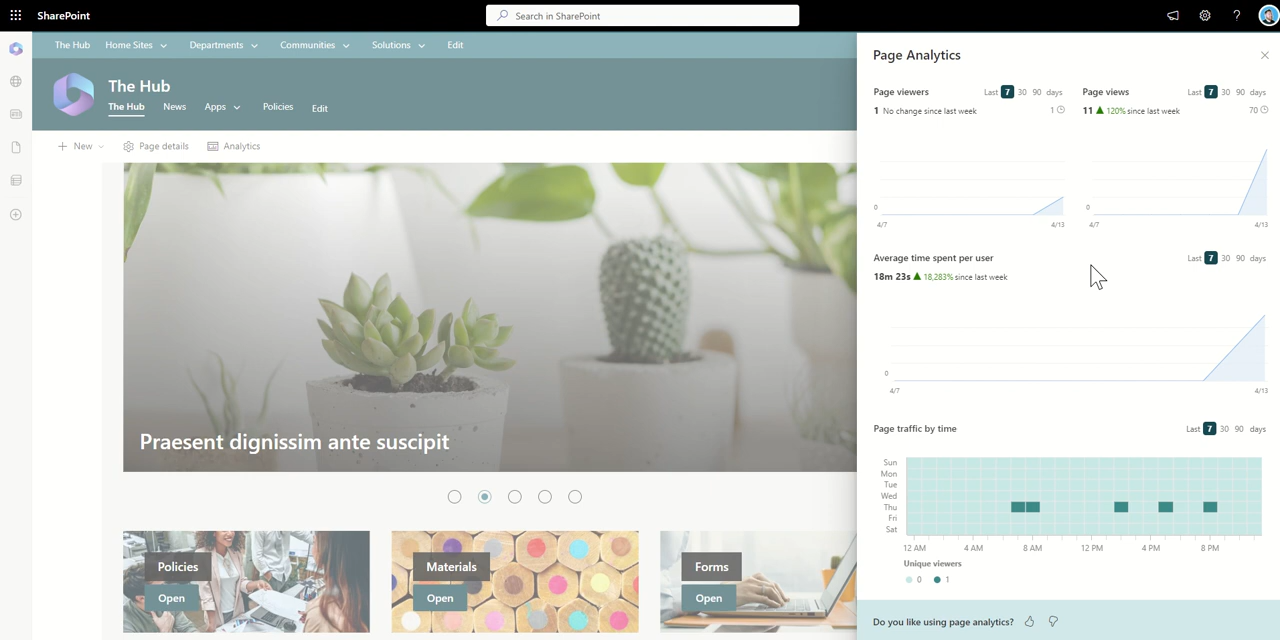 SharePoint
Search in SharePoint
?
The Hub Home Sites Departments Communities Solutions Edit
The Hub
The Hub News Apps Policies Edit
New Page details Analytics
Praesent dignissim ante suscipit
Policies
Open
Materials
Open
Forms
Open
Page Analytics
Page viewers Last 7 30 90 days
1 No change since last week 1
0
4/7 4/13
Page views Last 7 30 90 days
11 ▲ 120% since last week 70
0
4/7 4/13
Average time spent per user Last 7 30 90 days
18m 23s ▲ 18,283% since last week
0
4/7 4/13
Page traffic by time Last 7 30 90 days
Sun
Mon
Tue
Wed
Thu
Fri
Sat
12 AM 4 AM 8 AM 12 PM 4 PM 8 PM
Unique viewers
0 1
Do you like using page analytics?